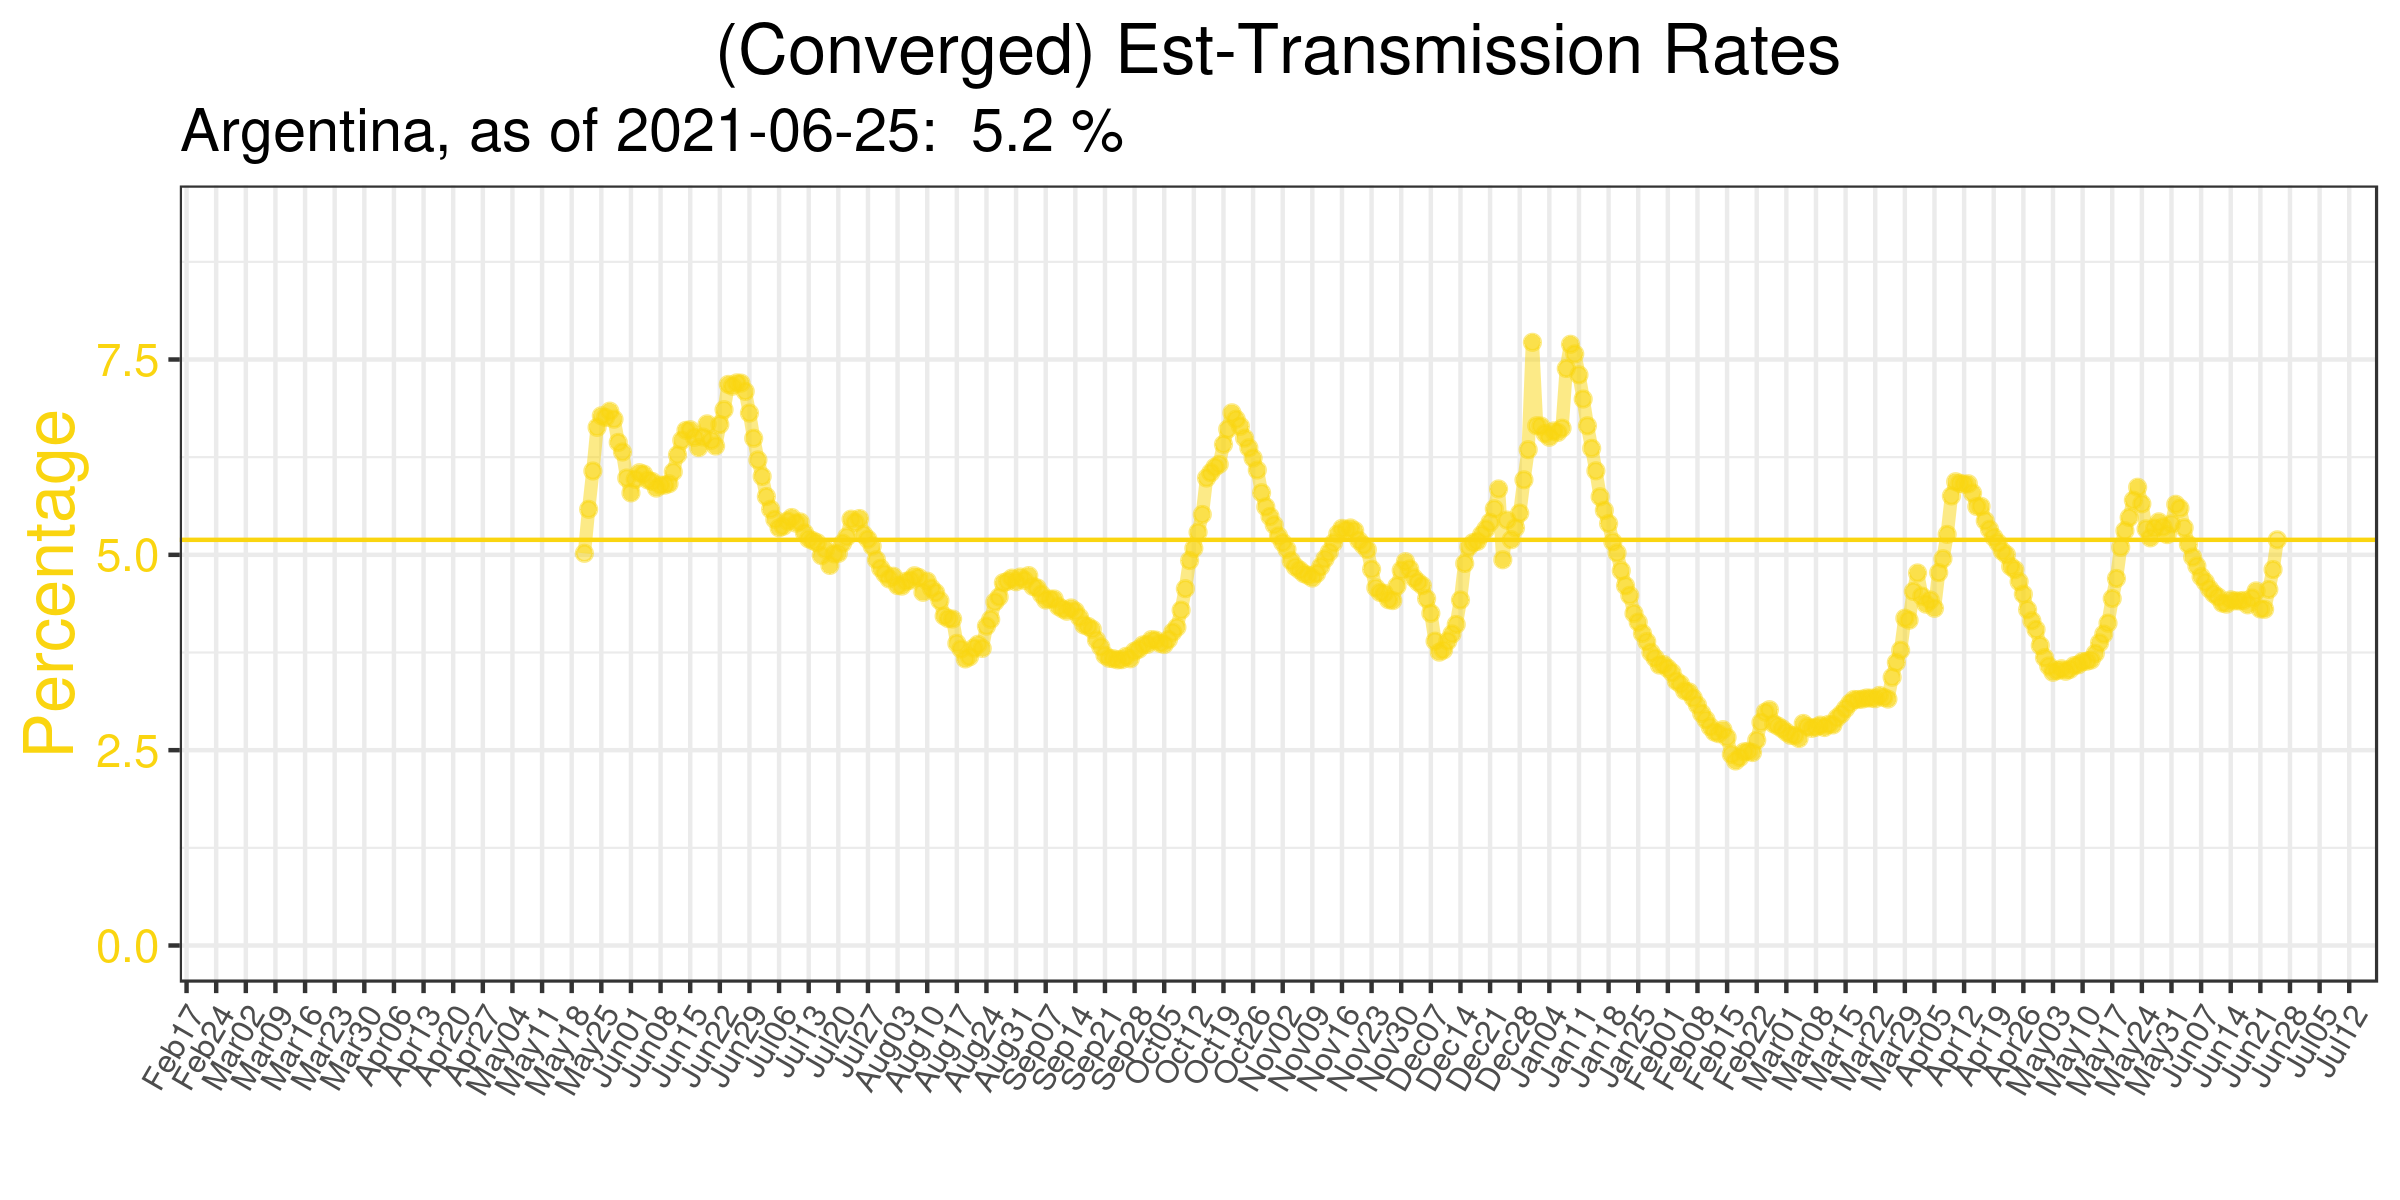 (Converged) Est-Transmission Rates
Argentina, as of 2021-06-25: 5.2 %
Percentage
7.5
5.0
2.5
0.0
Feb17
Feb24
Mar02
Mar09
Mar16
Mar23
Mar30
Apr06
Apr13
Apr20
Apr27
May04
May11
May18
May25
Jun01
Jun08
Jun15
Jun22
Jun29
Jul06
Jul13
Jul20
Jul27
Aug03
Aug10
Aug17
Aug24
Aug31
Sep07
Sep14
Sep21
Sep28
Oct05
Oct12
Oct19
Oct26
Nov02
Nov09
Nov16
Nov23
Nov30
Dec07
Dec14
Dec21
Dec28
Jan04
Jan11
Jan18
Jan25
Feb01
Feb08
Feb15
Feb22
Mar01
Mar08
Mar15
Mar22
Mar29
Apr05
Apr12
Apr19
Apr26
May03
May10
May17
May24
May31
Jun07
Jun14
Jun21
Jun28
Jul05
Jul12